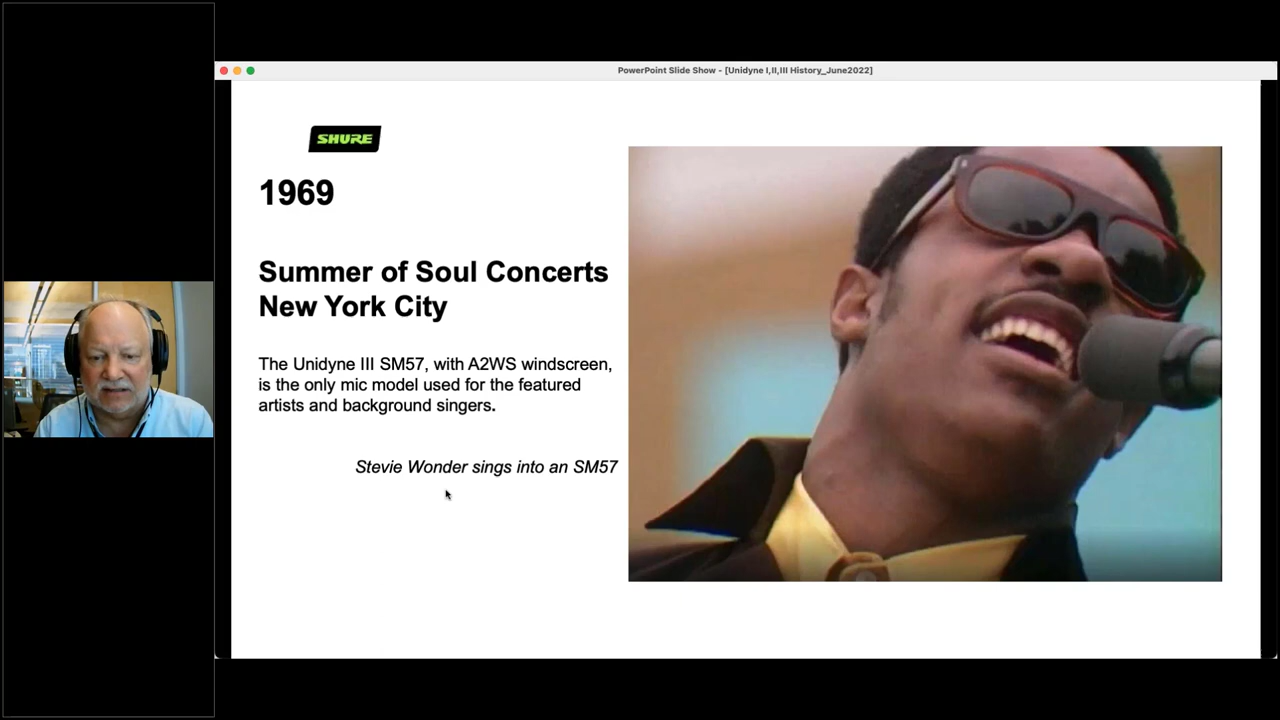 PowerPoint Slide Show - [Unidyne I,II,III History_June2022]
SHURE
1969
Summer of Soul Concerts
New York City
The Unidyne III SM57, with A2WS windscreen,
is the only mic model used for the featured
artists and background singers.
Stevie Wonder sings into an SM57